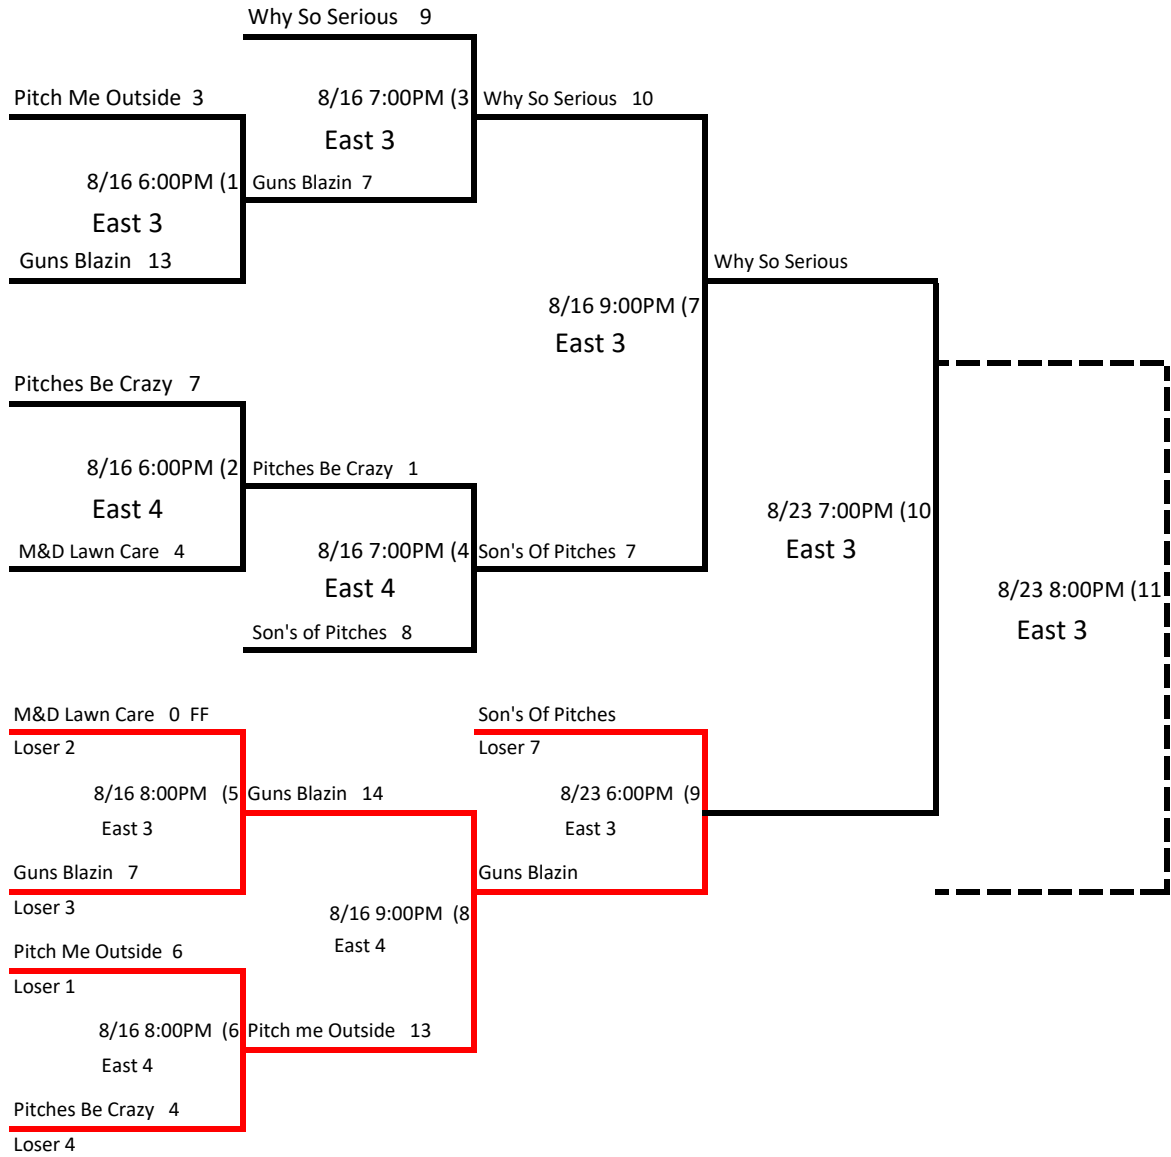 Why So Serious 9
Pitch Me Outside 3
8/16 7:00PM (3
Why So Serious 10
East 3
8/16 6:00PM (1
Guns Blazin 7
East 3
Guns Blazin 13
Why So Serious
8/16 9:00PM (7
East 3
Pitches Be Crazy 7
8/16 6:00PM (2
Pitches Be Crazy 1
East 4
8/23 7:00PM (10
East 3
M&D Lawn Care 4
8/16 7:00PM (4
Son's Of Pitches 7
East 4
8/23 8:00PM (11
East 3
Son's of Pitches 8
M&D Lawn Care 0 FF
Loser 2
Son's Of Pitches
Loser 7
8/16 8:00PM (5
Guns Blazin 14
East 3
8/23 6:00PM (9
East 3
Guns Blazin 7
Loser 3
Guns Blazin
8/16 9:00PM (8
East 4
Pitch Me Outside 6
Loser 1
8/16 8:00PM (6
Pitch me Outside 13
East 4
Pitches Be Crazy 4
Loser 4